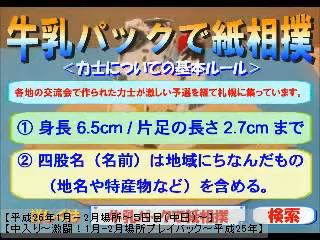 牛乳パックで紙相撲
＜力士についての基本ルール＞
各地の交流会で作られた力士が激しい予選を経て札幌に集っています。
① 身長 6.5cm / 片足の長さ 2.7cm まで
② 四股名（名前）は地域にちなんだもの
（地名や特産物など）を含む
紙相撲
検索
【平成26年1月－2月場所～5日目(中日)～】
【中入り～激闘！1月-2月場所プレイバック～平成25年】